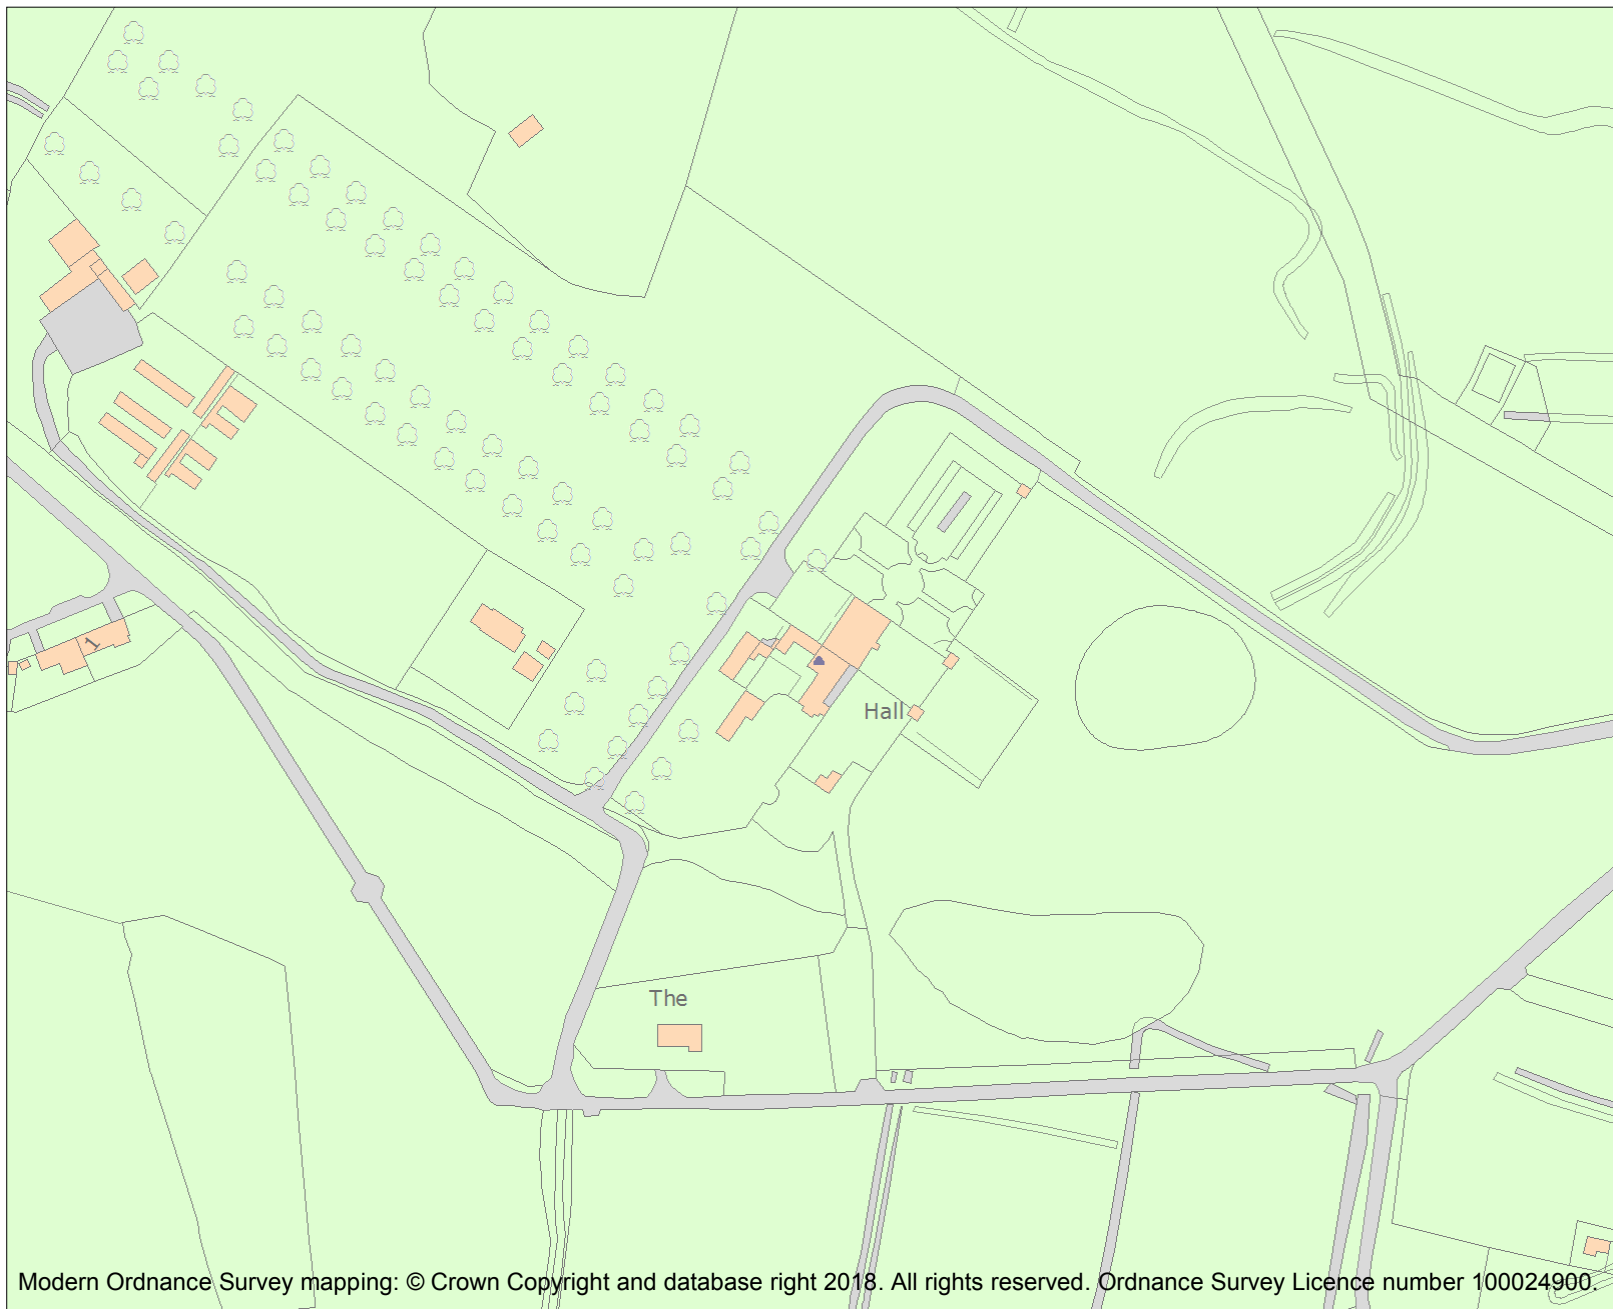 1
Hall
The
Modern Ordnance Survey mapping: © Crown Copyright and database right 2018. All rights reserved. Ordnance Survey Licence number 100024900.